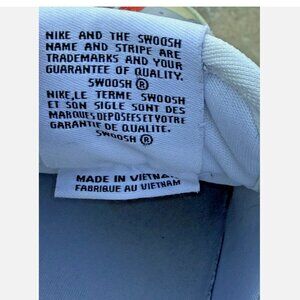 NIKE AND THE SWOOSH
NAME AND STRIPE ARE
TRADEMARKS AND YOUR
GUARANTEE OF QUALITY.
SWOOSH ®
NIKE,LE TERME SWOOSH
ET SON SIGLE SONT DES
MARQUES DEPOSEES ET VOTRE
GARANTIE DE QUALITE.
SWOOSH ®
MADE IN VIETNAM
FABRIQUE AU VIETNAM